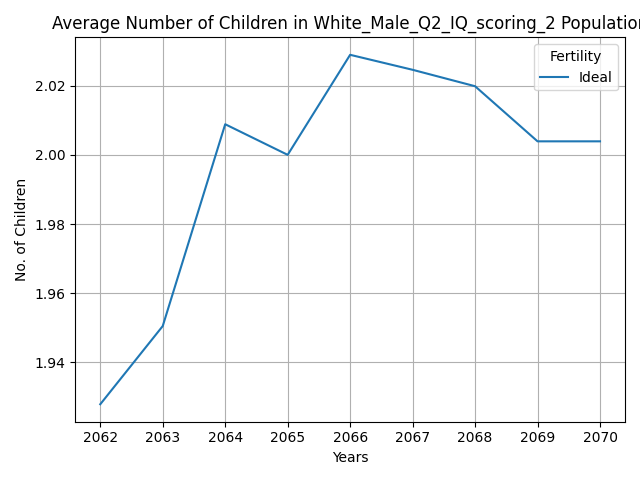 Average Number of Children in White_Male_Q2_IQ_scoring_2 Population
Fertility
Ideal
2.02
2.00
1.98
1.96
1.94
No. of Children
2062 2063 2064 2065 2066 2067 2068 2069 2070
Years